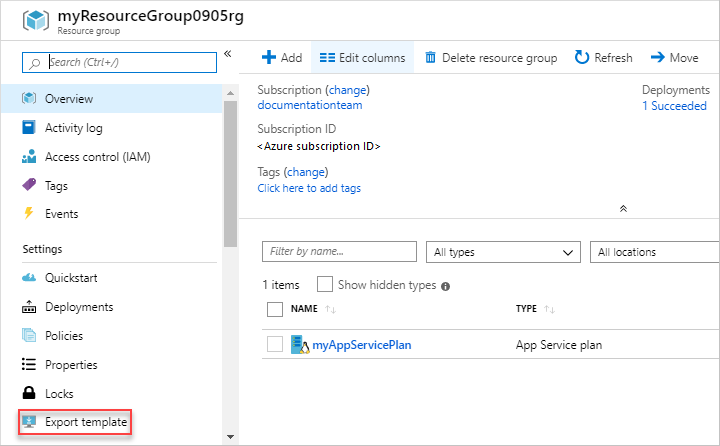 myResourceGroup0905rg
Resource group
Search (Ctrl+/)
«
Overview
Activity log
Access control (IAM)
Tags
Events
Settings
Quickstart
Deployments
Policies
Properties
Locks
Export template
Add
Edit columns
Delete resource group
Refresh
Move
Subscription (change)
documentationteam
Deployments
1 Succeeded
Subscription ID
<Azure subscription ID>
Tags (change)
Click here to add tags
Filter by name...
All types
All locations
1 items
Show hidden types
NAME
TYPE
myAppServicePlan
App Service plan